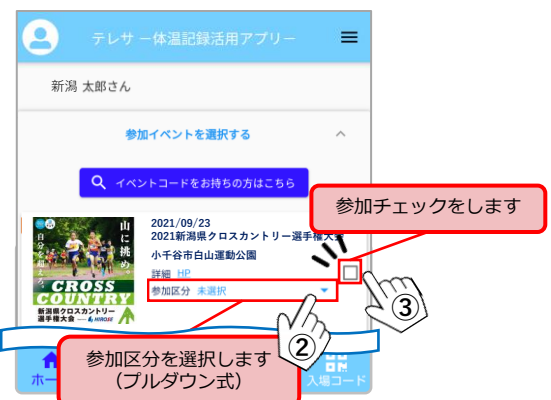 テレサ ー体温記録活用アプリー
新潟 太郎さん
参加イベントを選択する
イベントコードをお持ちの方はこちら
参加チェックをします
2021/09/23
2021新潟県クロスカントリー選手権大会
小千谷市白山運動公園
詳細 HP
参加区分 未選択
山に挑め。
自分を超えろ。
CROSS
COUNTRY
新潟県クロスカントリー
選手権大会
HIROSE
③
②
参加区分を選択します
（プルダウン式）
ホー
入場コード